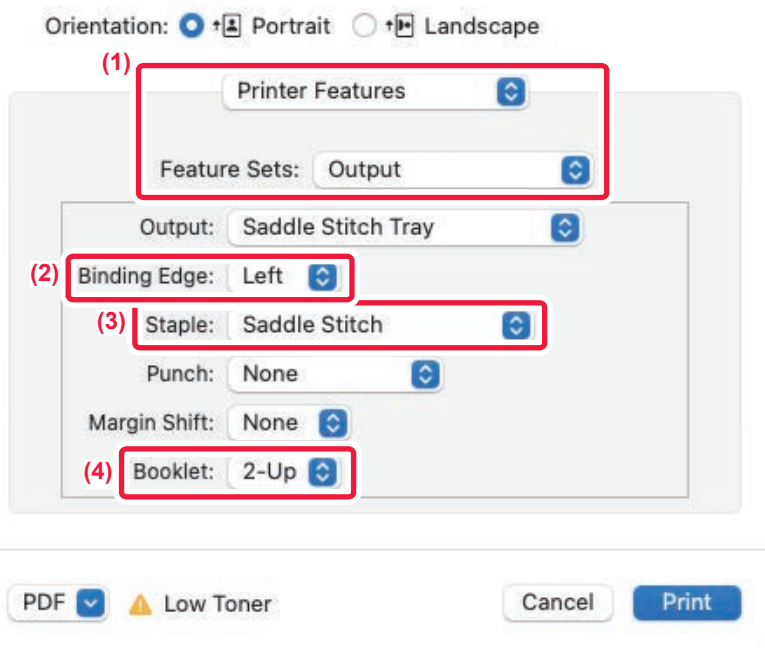 Orientation: Portrait Landscape
(1)
Printer Features
Feature Sets: Output
Output: Saddle Stitch Tray
(2) Binding Edge: Left
(3) Staple: Saddle Stitch
Punch: None
Margin Shift: None
(4) Booklet: 2-Up
PDF Low Toner Cancel Print